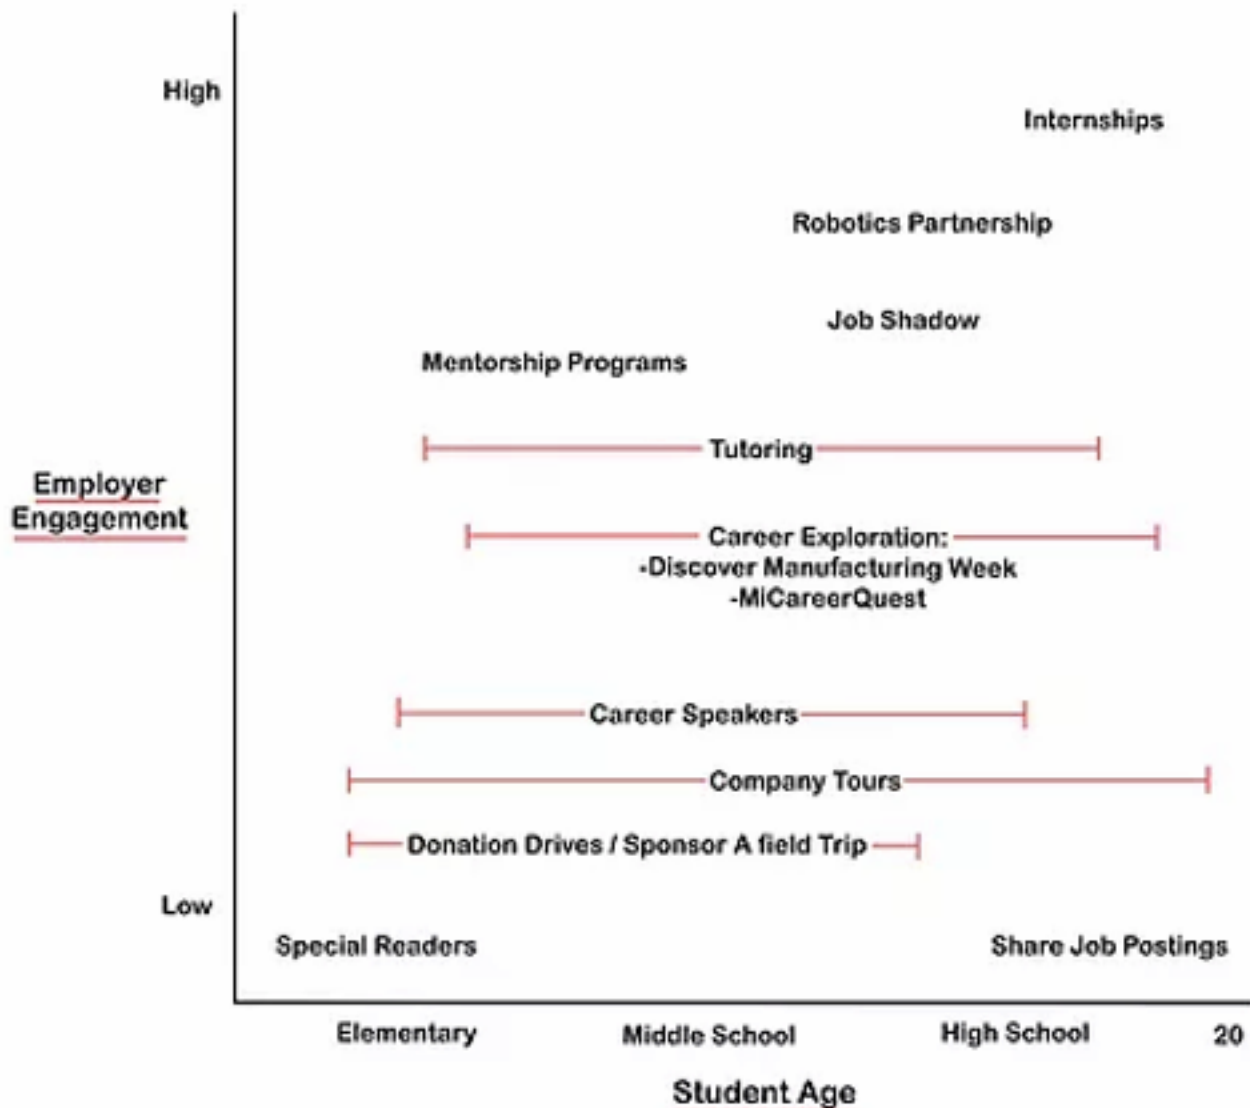 High
Internships
Robotics Partnership
Job Shadow
Mentorship Programs
Tutoring
Employer
Engagement
Career Exploration:
-Discover Manufacturing Week
-MiCareerQuest
Career Speakers
Company Tours
Donation Drives / Sponsor A field Trip
Low
Special Readers
Share Job Postings
Elementary
Middle School
High School
20
Student Age